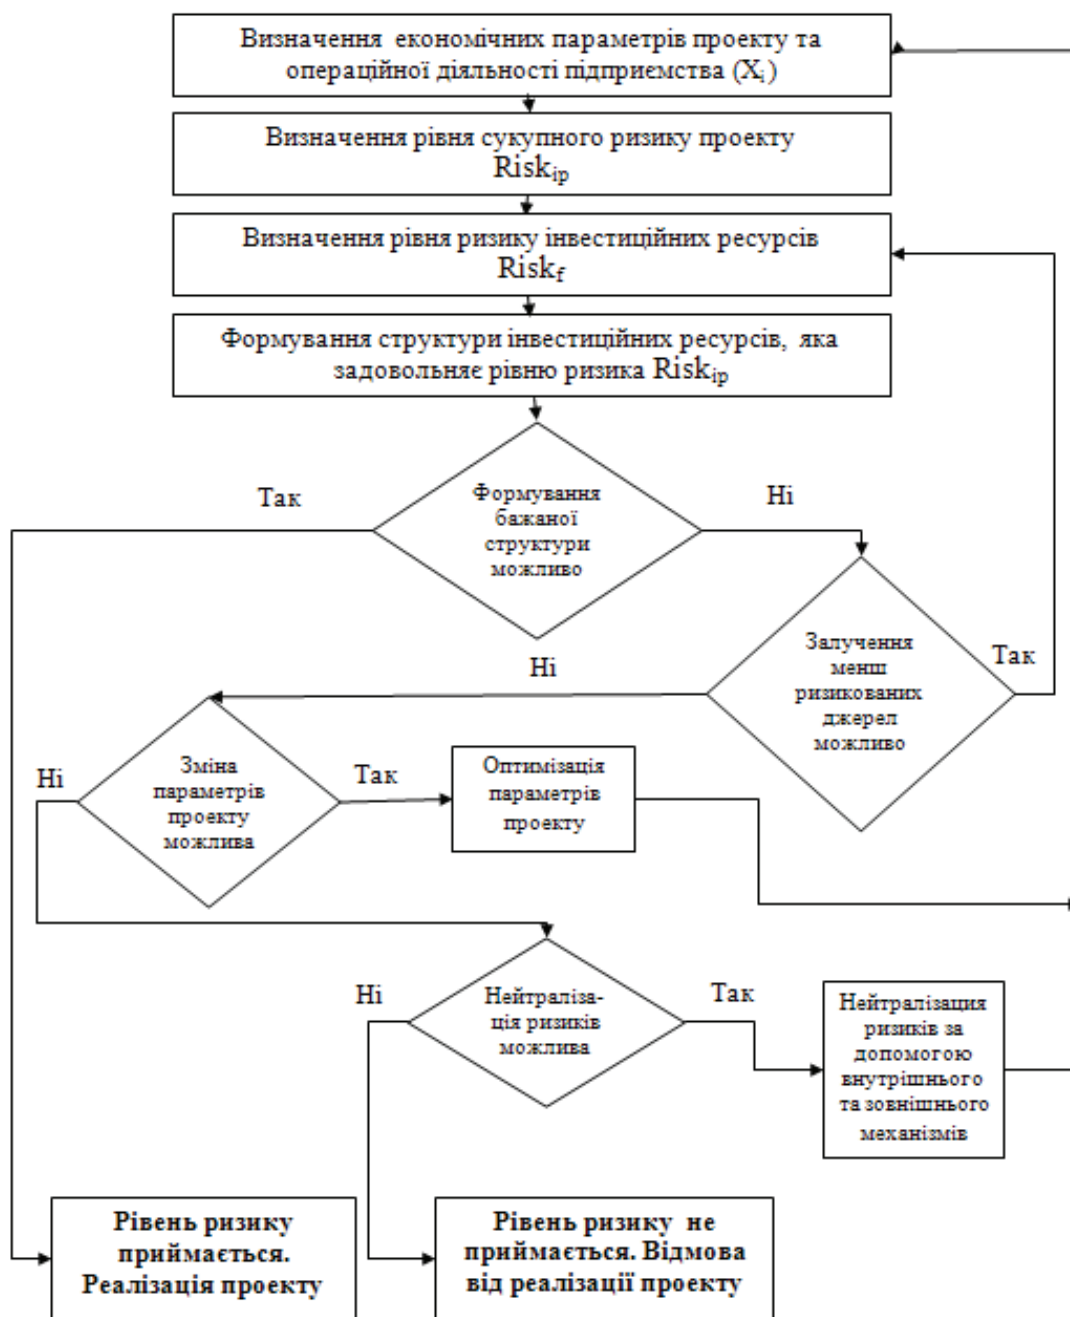 Визначення економічних параметрів проекту та
операційної діяльності підприємства (Xi)
Визначення рівня сукупного ризику проекту
Riskip
Визначення рівня ризику інвестиційних ресурсів
Riskf
Формування структури інвестиційних ресурсів, яка
задовольняє рівню ризика Riskip
Так
Формування
бажаної
структури
можливо
Ні
Залучення
менш
ризикованих
джерел
можливо
Так
Ні
Ні
Зміна
параметрів
проекту
можлива
Так
Оптимізація
параметрів
проекту
Ні
Нейтраліза-
ція ризиків
можлива
Так
Нейтралізация
ризиків за
допомогою
внутрішнього
та зовнішнього
механізмів
Рівень ризику
приймається.
Реалізація проекту
Рівень ризику не
приймається. Відмова
від реалізації проекту